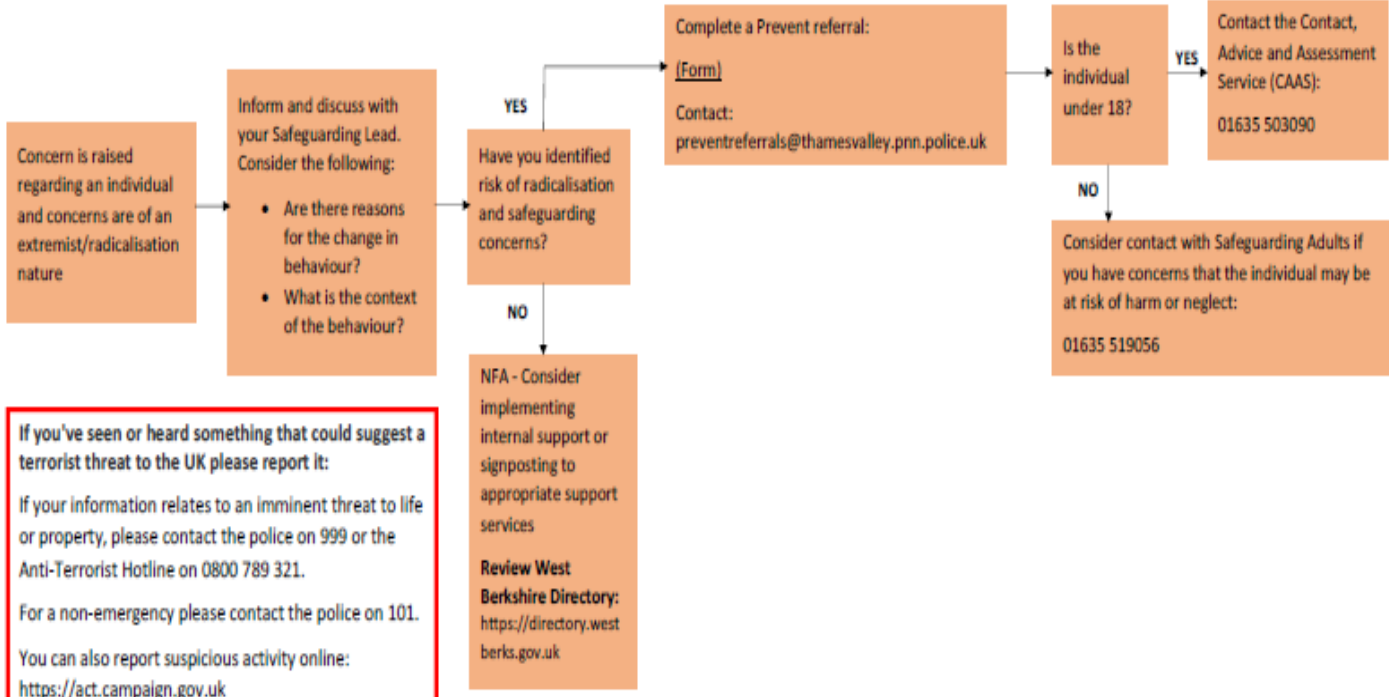 Concern is raised
regarding an individual
and concerns are of an
extremist/radicalisation
nature
Inform and discuss with
your Safeguarding Lead.
Consider the following:
• Are there reasons
for the change in
behaviour?
• What is the context
of the behaviour?
YES
Have you identified
risk of radicalisation
and safeguarding
concerns?
NO
NFA - Consider
implementing
internal support or
signposting to
appropriate support
services
Review West
Berkshire Directory:
https://directory.west
berks.gov.uk
Complete a Prevent referral:
(Form)
Contact:
preventreferrals@thamesvalley.pnn.police.uk
Is the
individual
under 18?
YES
Contact the Contact,
Advice and Assessment
Service (CAAS):
01635 503090
NO
Consider contact with Safeguarding Adults if
you have concerns that the individual may be
at risk of harm or neglect:
01635 519056
If you've seen or heard something that could suggest a
terrorist threat to the UK please report it:
If your information relates to an imminent threat to life
or property, please contact the police on 999 or the
Anti-Terrorist Hotline on 0800 789 321.
For a non-emergency please contact the police on 101.
You can also report suspicious activity online:
https://act.campaign.gov.uk